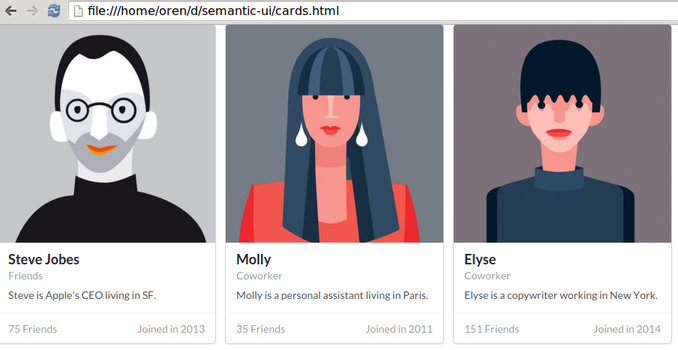 file:///home/oren/d/semantic-ui/cards.html
Steve Jobes
Friends
Steve is Apple's CEO living in SF.
75 Friends
Joined in 2013
Molly
Coworker
Molly is a personal assistant living in Paris.
35 Friends
Joined in 2011
Elyse
Coworker
Elyse is a copywriter working in New York.
151 Friends
Joined in 2014